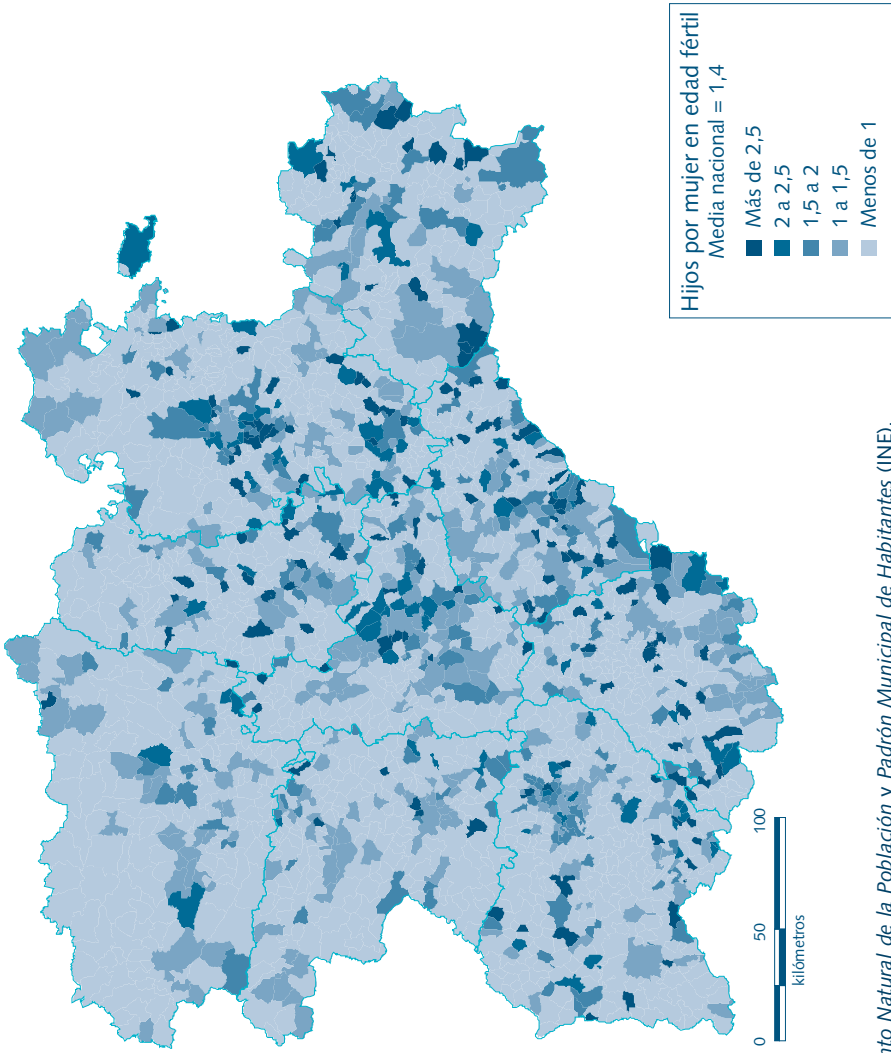 Hijos por mujer en edad fértil
Media nacional = 1,4
Más de 2,5
2 a 2,5
1,5 a 2
1 a 1,5
Menos de 1
0 50 100
kilómetros
Natural de la Población y Padrón Municipal de Habitantes (INE).